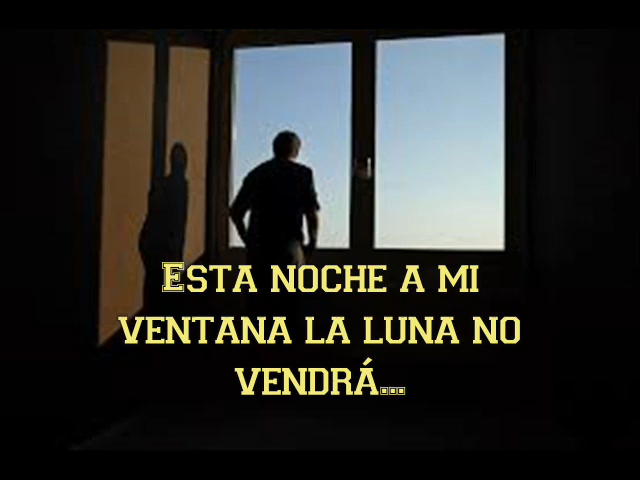 Esta noche a mi
ventana la luna no
vendrá...